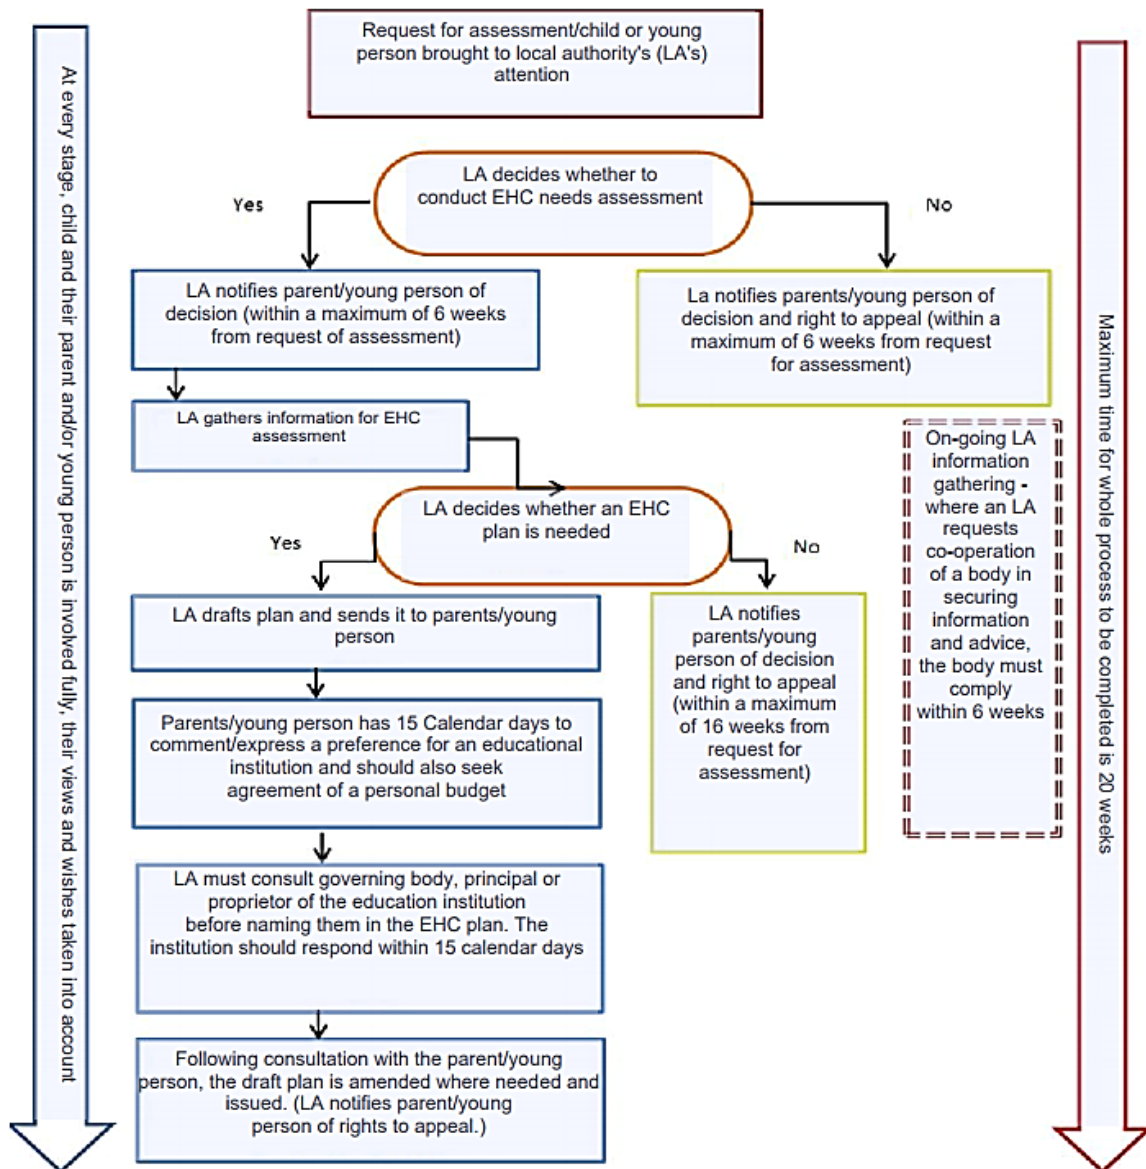 Request for assessment/child or young
person brought to local authority's (LA's)
attention
At every stage, child and their parent and/or young person is involved fully, their views and wishes taken into account
Maximum time for whole process to be completed is 20 weeks
LA decides whether to
conduct EHC needs assessment
Yes
No
LA notifies parent/young person of
decision (within a maximum of 6 weeks
from request of assessment)
La notifies parents/young person of
decision and right to appeal (within a
maximum of 6 weeks from request
for assessment)
LA gathers information for EHC
assessment
On-going LA
information
gathering -
where an LA
requests
co-operation
of a body in
securing
information
and advice,
the body must
comply
within 6 weeks
LA decides whether an EHC
plan is needed
Yes
No
LA drafts plan and sends it to parents/young
person
LA notifies
parents/young
person of decision
and right to appeal
(within a maximum
of 16 weeks from
request for
assessment)
Parents/young person has 15 Calendar days to
comment/express a preference for an educational
institution and should also seek
agreement of a personal budget
LA must consult governing body, principal or
proprietor of the education institution
before naming them in the EHC plan. The
institution should respond within 15 calendar days
Following consultation with the parent/young
person, the draft plan is amended where needed and
issued. (LA notifies parent/young
person of rights to appeal.)